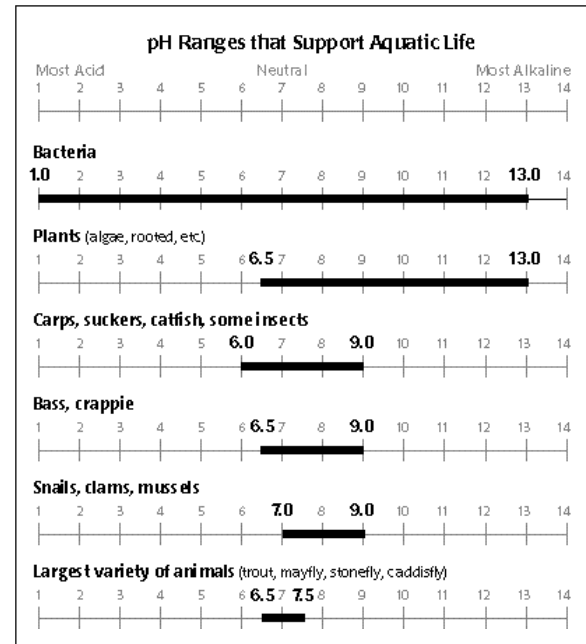 pH Ranges that Support Aquatic Life
Most Acid Neutral Most Alkaline
1 2 3 4 5 6 7 8 9 10 11 12 13 14
Bacteria
1.0 2 3 4 5 6 7 8 9 10 11 12 13.0 14
Plants (algae, rooted, etc)
1 2 3 4 5 6 6.5 7 8 9 10 11 12 13.0 14
Carps, suckers, catfish, some insects
1 2 3 4 5 6.0 7 8 9.0 10 11 12 13 14
Bass, crappie
1 2 3 4 5 6 6.5 7 8 9.0 10 11 12 13 14
Snails, clams, mussels
1 2 3 4 5 6 7.0 8 9.0 10 11 12 13 14
Largest variety of animals (trout, mayfly, stonefly, caddisfly)
1 2 3 4 5 6 6.5 7 7.5 8 9 10 11 12 13 14